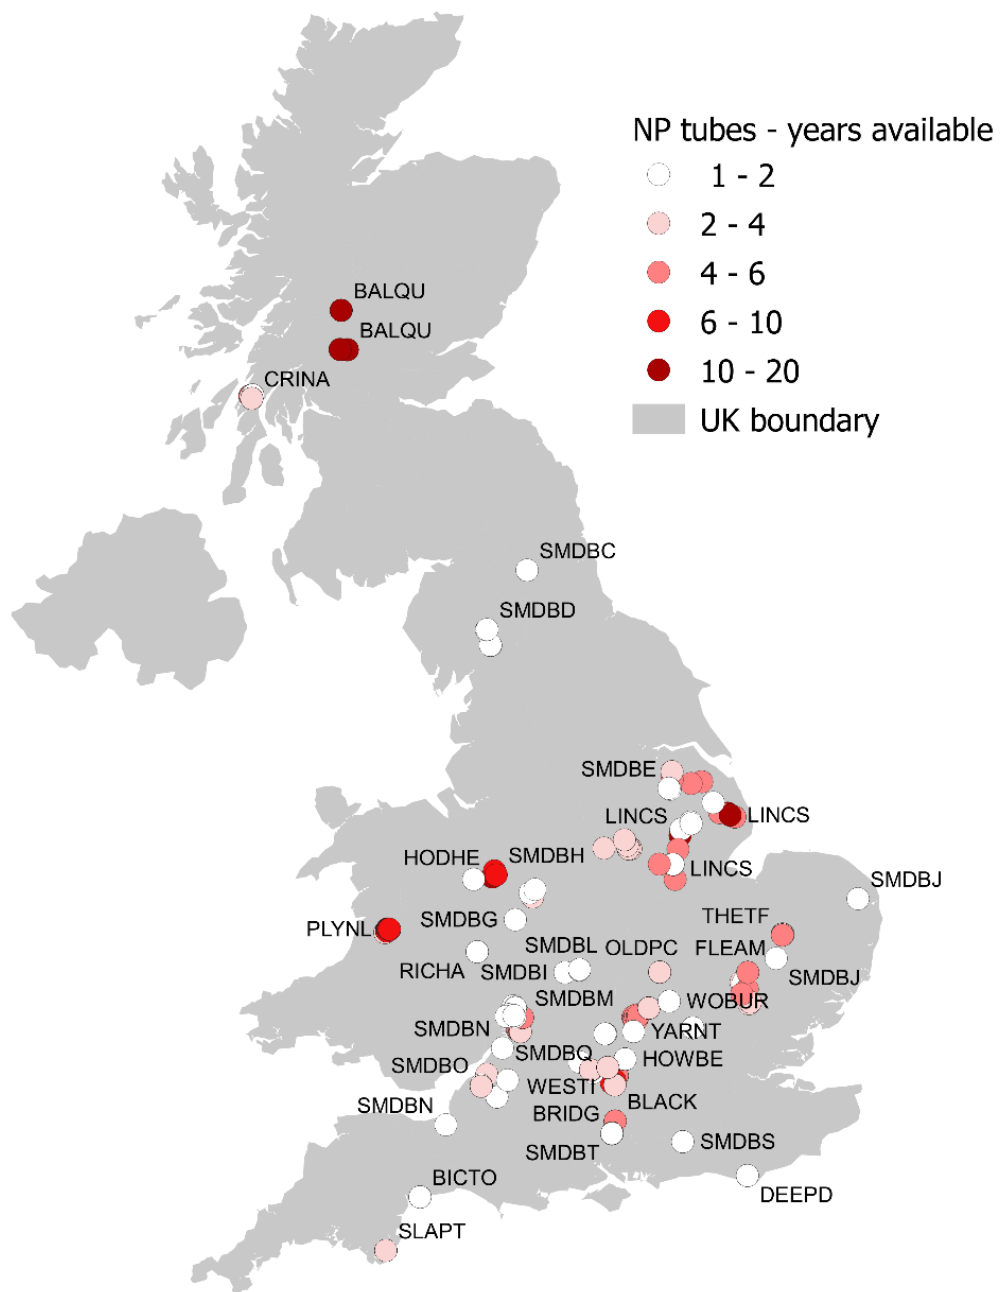 NP tubes - years available
1 - 2
2 - 4
4 - 6
6 - 10
10 - 20
UK boundary
BALQU
BALQU
CRINA
SMDBC
SMDBD
SMDBE
LINCS
LINCS
HODHE
SMDBH
LINCS
SMDBJ
THETF
SMDBG
PLYNL
SMDBL
OLDPC
FLEAM
RICHA
SMDBI
SMDBJ
SMDBM
WOBUR
SMDBN
YARNT
SMDBQ
HOWBE
SMDBO
WESTI
BLACK
SMDBN
BRIDG
SMDBT
SMDBS
BICTO
DEEPD
SLAPT